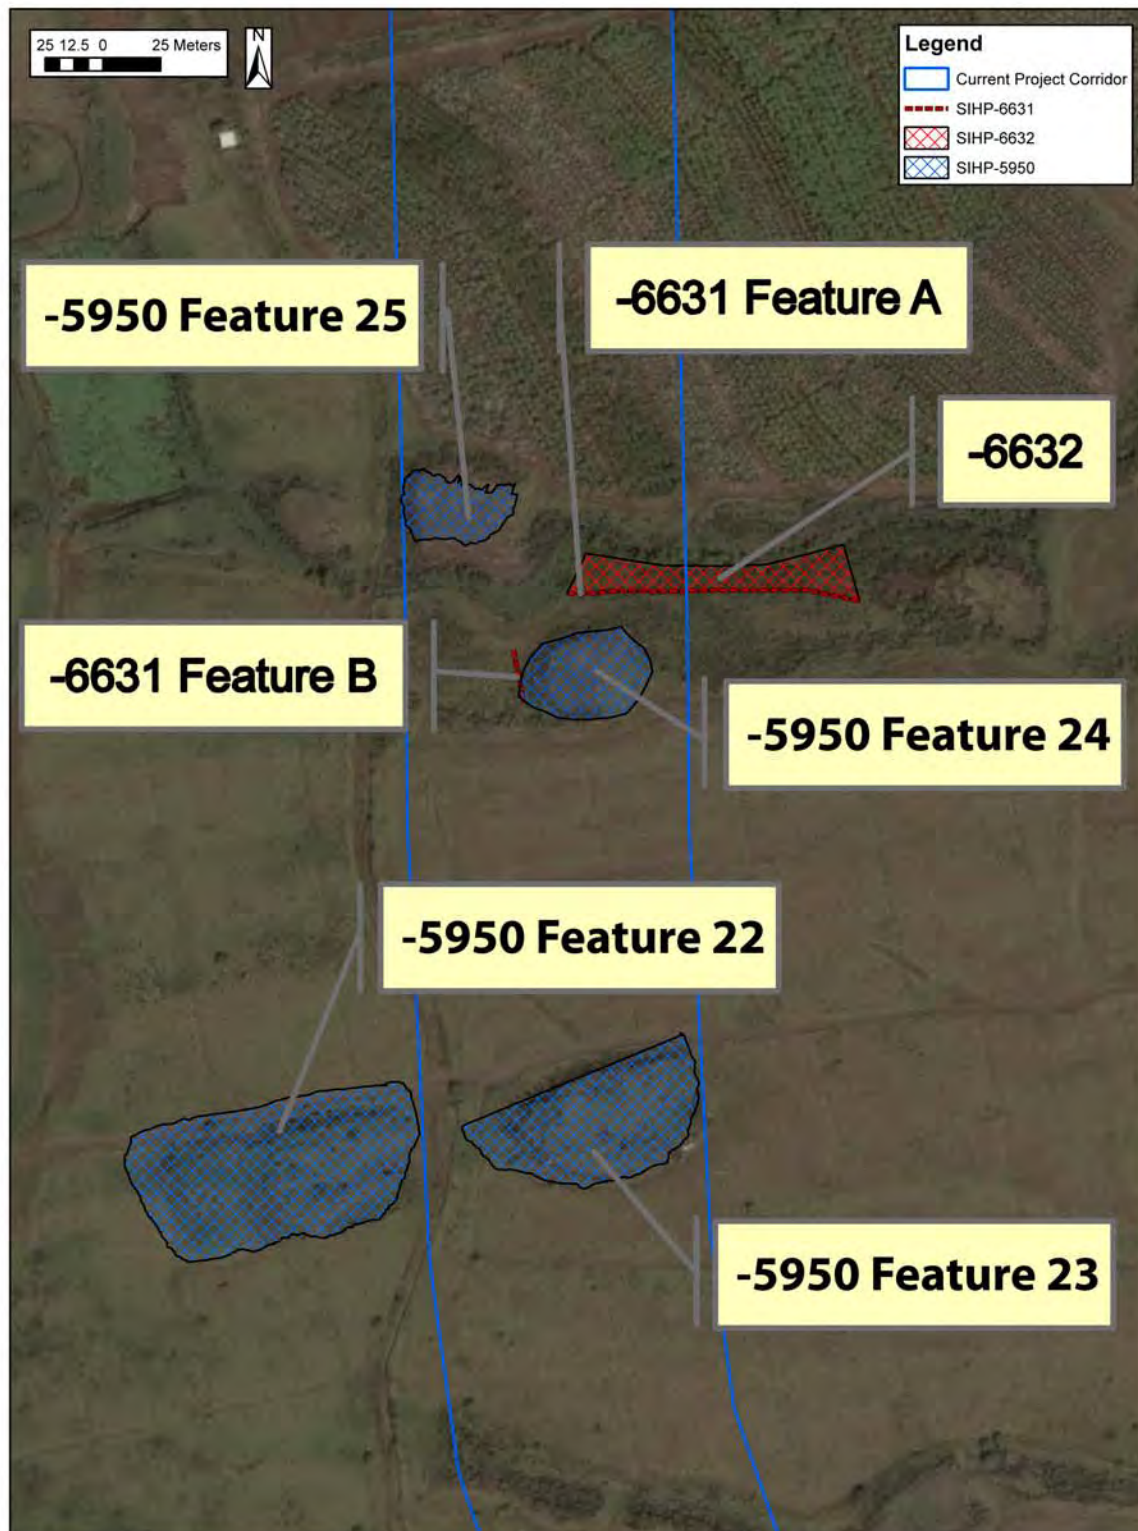 25 12.5 0 25 Meters
N
Legend
Current Project Corridor
SIHP-6631
SIHP-6632
SIHP-5950
-5950 Feature 25
-6631 Feature A
-6632
-6631 Feature B
-5950 Feature 24
-5950 Feature 22
-5950 Feature 23